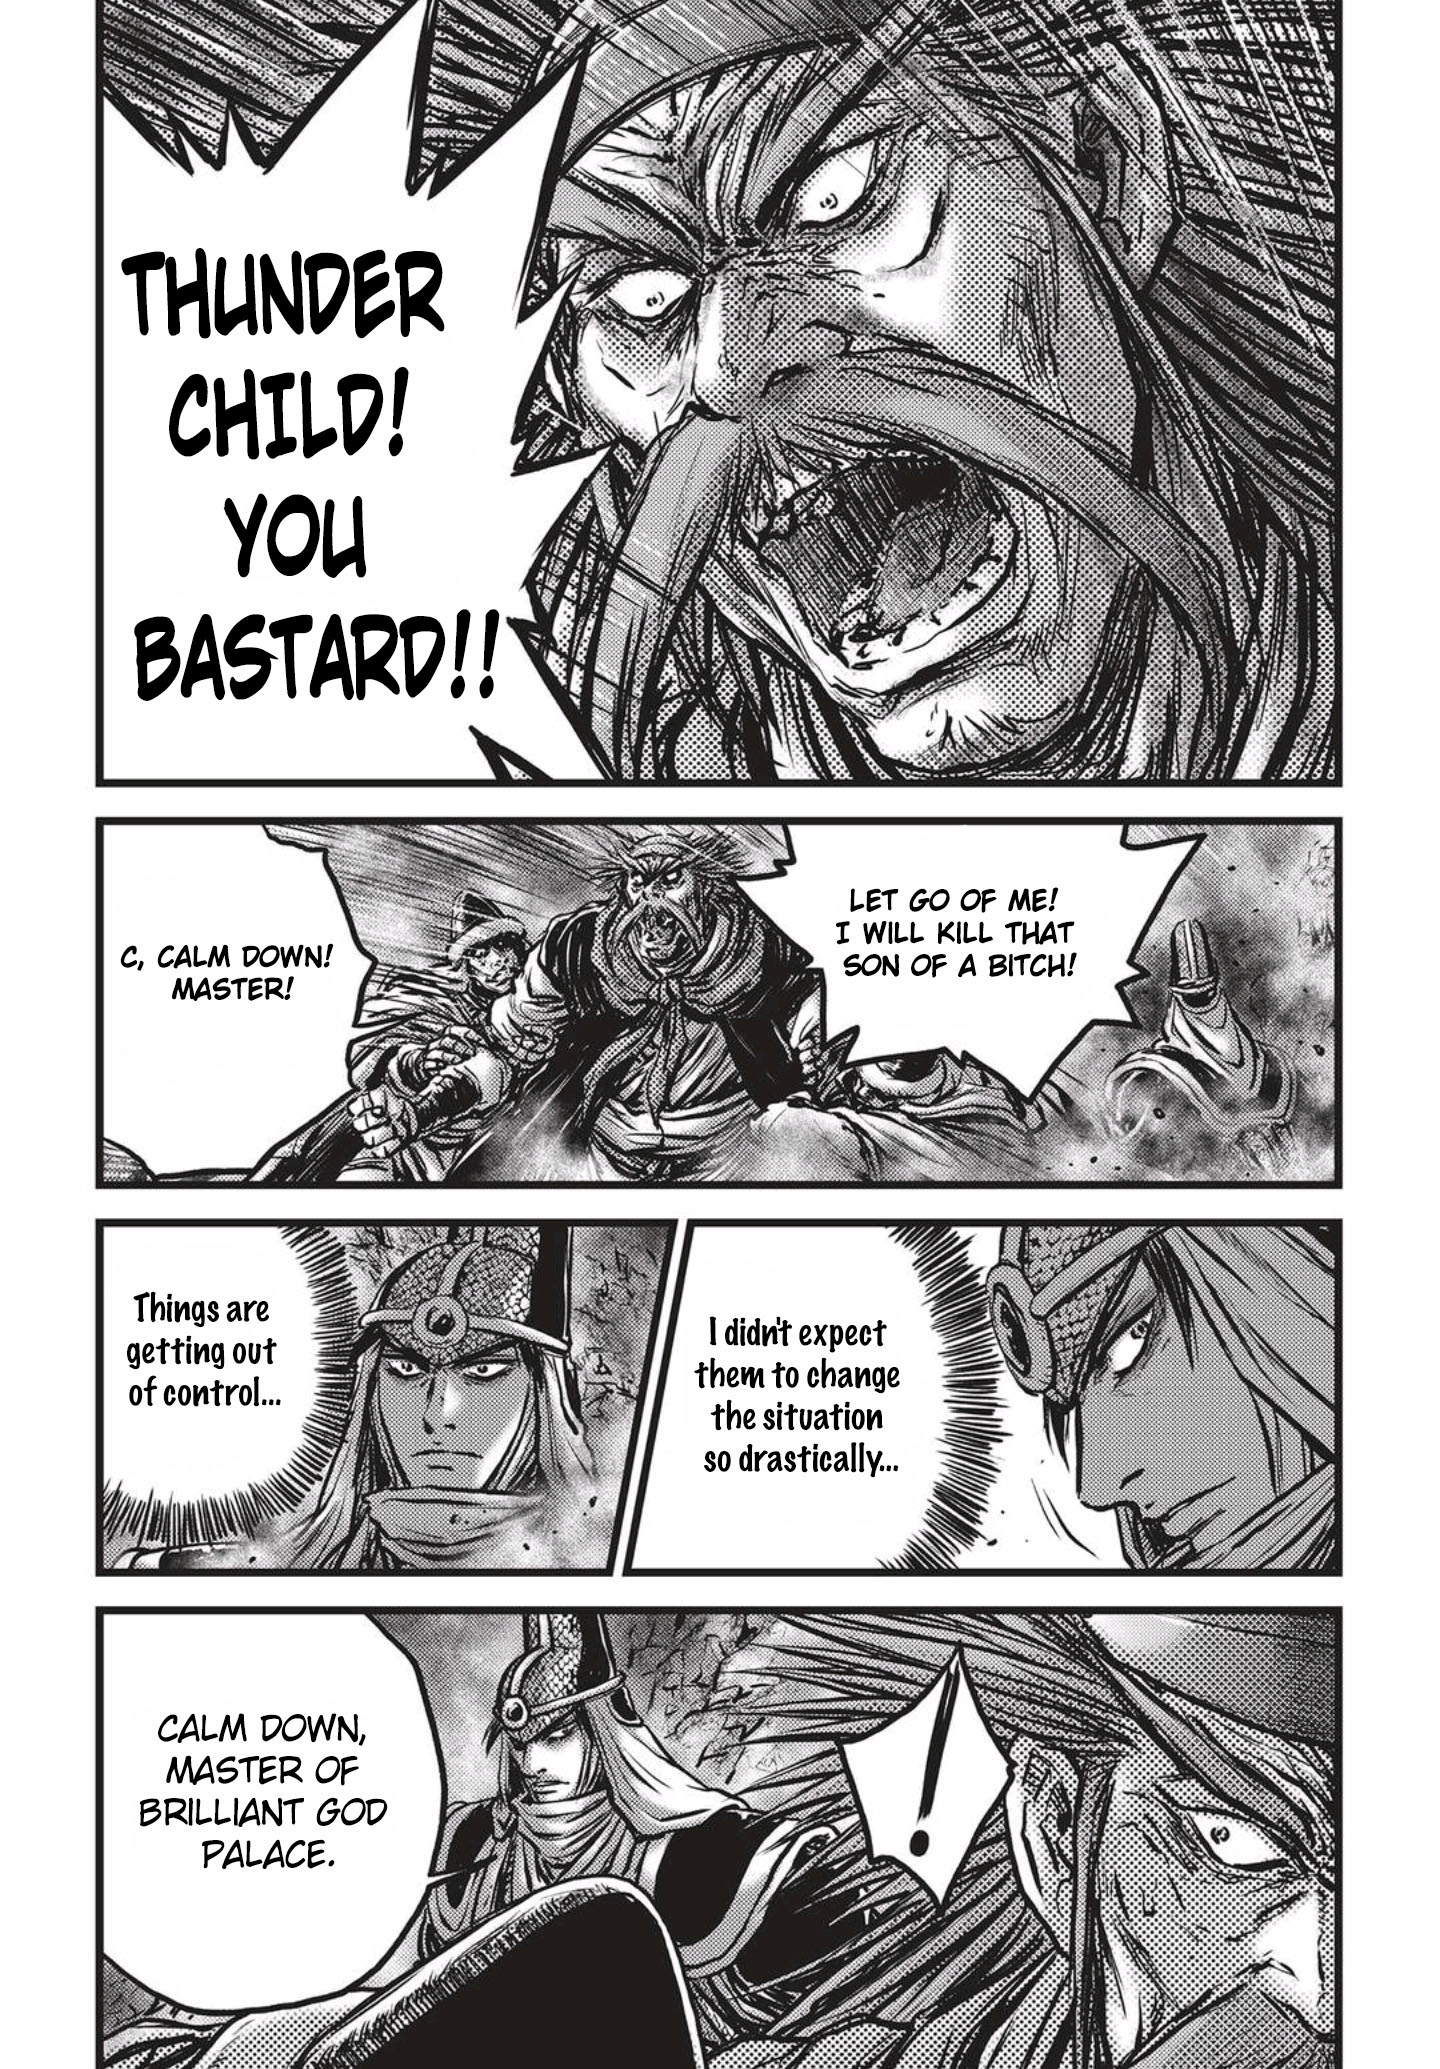 THUNDER
CHILD!
YOU
BASTARD!!
C, CALM DOWN!
MASTER!
LET GO OF ME!
I WILL KILL THAT
SON OF A BITCH!
Things are
getting out
of control...
I didn't expect
them to change
the situation
so drastically...
CALM DOWN,
MASTER OF
BRILLIANT GOD
PALACE.
!